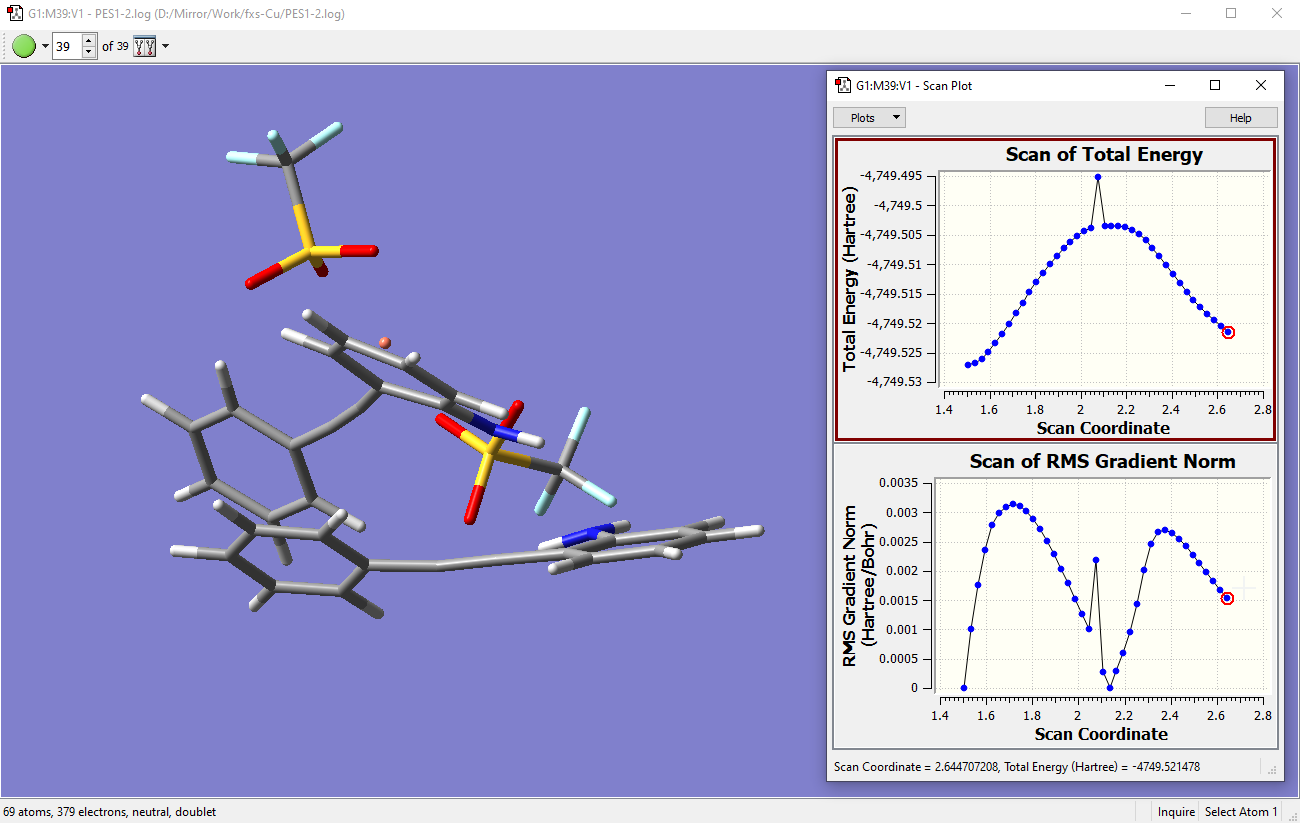 G1:M39:V1 - PES1-2.log (D:/Mirror/Work/fxs-Cu/PES1-2.log)
39 of 39
G1:M39:V1 - Scan Plot
Plots Help
Scan of Total Energy
Total Energy (Hartree)
-4,749.495
-4,749.5
-4,749.505
-4,749.51
-4,749.515
-4,749.52
-4,749.525
-4,749.53
1.4 1.6 1.8 2 2.2 2.4 2.6 2.8
Scan Coordinate
Scan of RMS Gradient Norm
RMS Gradient Norm
(Hartree/Bohr)
0.0035
0.003
0.0025
0.002
0.0015
0.001
0.0005
0
1.4 1.6 1.8 2 2.2 2.4 2.6 2.8
Scan Coordinate
Scan Coordinate = 2.644707208, Total Energy (Hartree) = -4749.521478
69 atoms, 379 electrons, neutral, doublet Inquire Select Atom 1